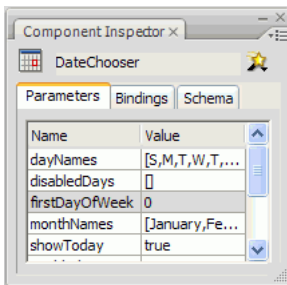 Component Inspector
DateChooser
Parameters Bindings Schema
Name Value
dayNames [S,M,T,W,T,...
disabledDays []
firstDayOfWeek 0
monthNames [January,Fe...
showToday true